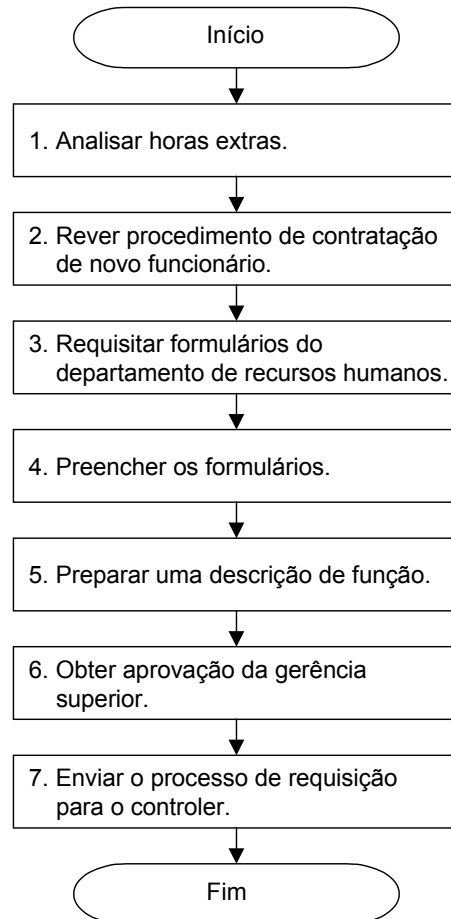 Início
1. Analisar horas extras.
2. Rever procedimento de contratação
de novo funcionário.
3. Requisitar formulários do
departamento de recursos humanos.
4. Preencher os formulários.
5. Preparar uma descrição de função.
6. Obter aprovação da gerência
superior.
7. Enviar o processo de requisição
para o controler.
Fim